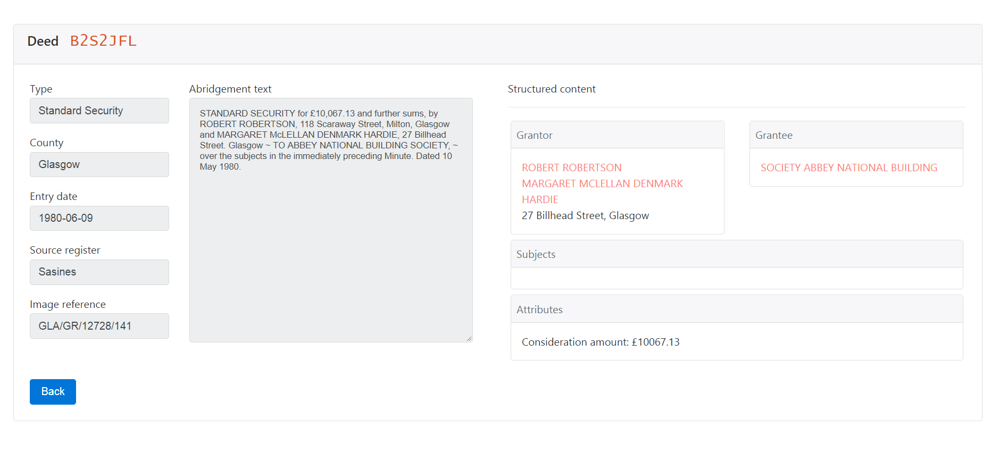 Deed B2S2JFL
Type
Standard Security
County
Glasgow
Entry date
1980-06-09
Source register
Sasines
Image reference
GLA/GR/12728/141
Abridgement text
STANDARD SECURITY for £10,067.13 and further sums, by
ROBERT ROBERTSON, 118 Scaraway Street, Milton, Glasgow
and MARGARET McLELLAN DENMARK HARDIE, 27 Billhead
Street. Glasgow ~ TO ABBEY NATIONAL BUILDING SOCIETY, ~
over the subjects in the immediately preceding Minute. Dated 10
May 1980.
Structured content
Grantor
ROBERT ROBERTSON
MARGARET MCLELLAN DENMARK
HARDIE
27 Billhead Street, Glasgow
Grantee
SOCIETY ABBEY NATIONAL BUILDING
Subjects
Attributes
Consideration amount: £10067.13
Back